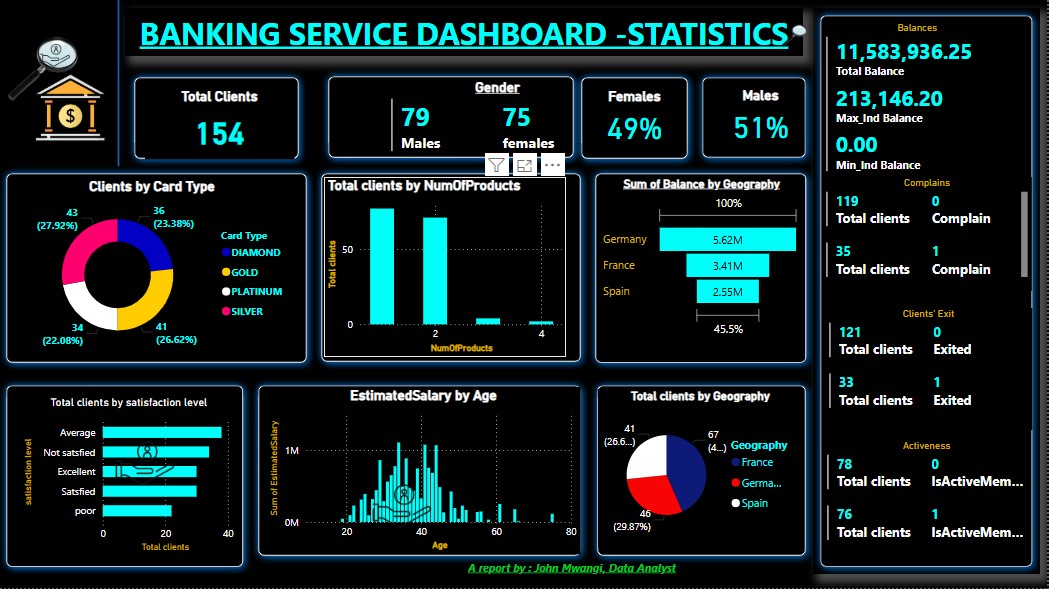 BANKING SERVICE DASHBOARD -STATISTICS
$
Total Clients
154
Gender
79
Males
75
females
Females
49%
Males
51%
Clients by Card Type
43
(27.92%)
36
(23.38%)
34
(22.08%)
41
(26.62%)
Card Type
DIAMOND
GOLD
PLATINUM
SILVER
Total clients by NumOfProducts
Total clients
50
0
2
4
NumOfProducts
Sum of Balance by Geography
100%
Germany
5.62M
France
3.41M
Spain
2.55M
45.5%
Total clients by satisfaction level
satisfaction level
Average
Not satsfied
Excellent
Satsfied
poor
0
20
40
Total clients
EstimatedSalary by Age
Sum of EstimatedSalary
1M
0M
20
40
60
80
Age
Total clients by Geography
41
(26.6...)
67
(4...)
46
(29.87%)
Geography
France
Germa...
Spain
A report by : John Mwangi, Data Analyst
Balances
11,583,936.25
Total Balance
213,146.20
Max_Ind Balance
0.00
Min_Ind Balance
Complains
119
Total clients
0
Complain
35
Total clients
1
Complain
Clients' Exit
121
Total clients
0
Exited
33
Total clients
1
Exited
Activeness
78
Total clients
0
IsActiveMem...
76
Total clients
1
IsActiveMem...